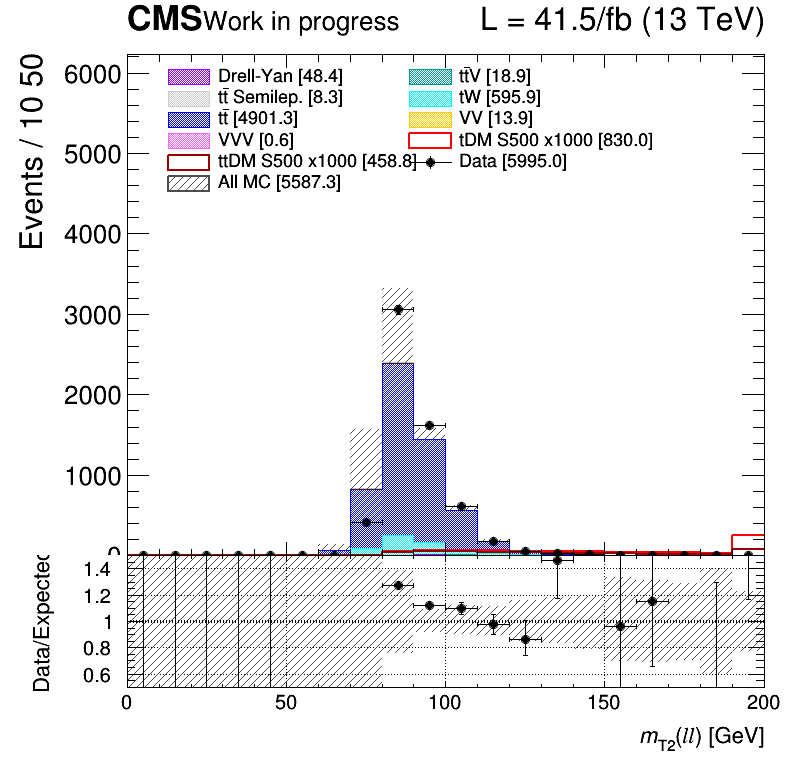 CMS Work in progress L = 41.5/fb (13 TeV)
Events / 10 50
6000
5000
4000
3000
2000
1000
0
Drell-Yan [48.4]
tt̄ Semilep. [8.3]
tt̄ [4901.3]
VVV [0.6]
ttDM S500 x1000 [458.8]
All MC [5587.3]
tt̄V [18.9]
tW [595.9]
VV [13.9]
tDM S500 x1000 [830.0]
Data [5995.0]
Data/Expected
1.4
1.2
1
0.8
0.6
0 50 100 150 200
mT2(ll) [GeV]